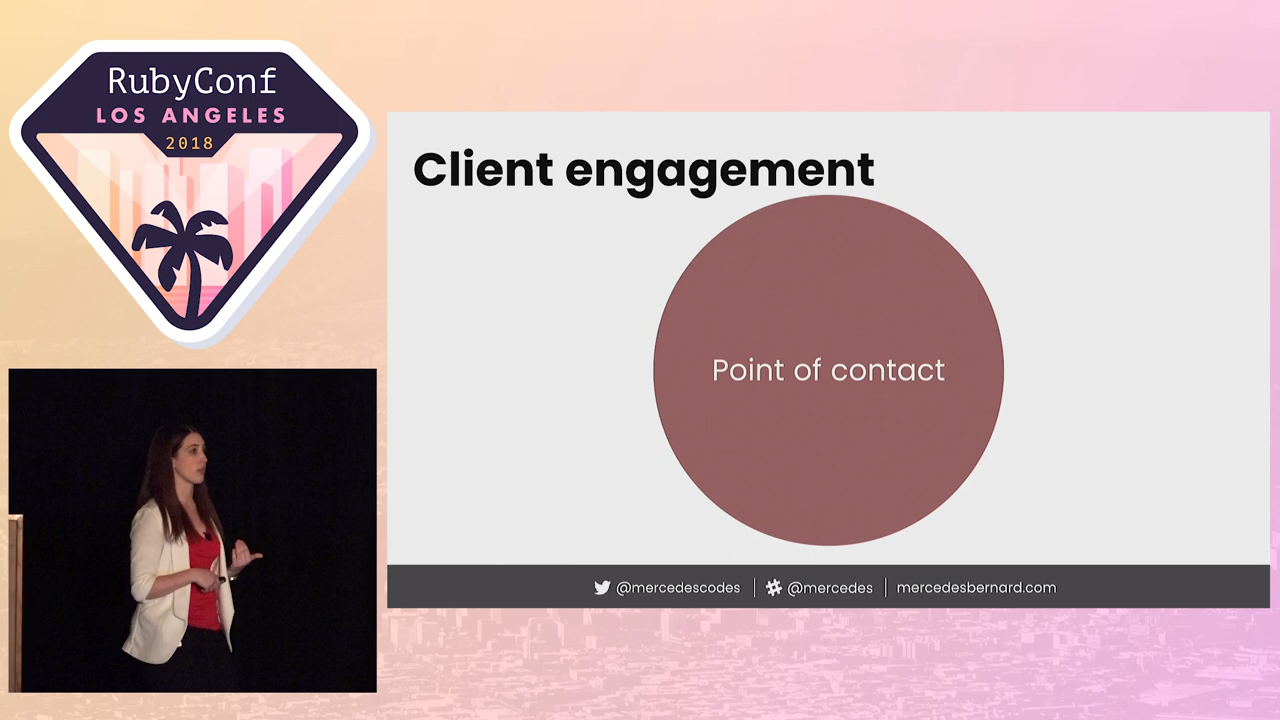 RubyConf
LOS ANGELES
2018
Client engagement
Point of contact
@mercedescodes | @mercedes | mercedesbernard.com